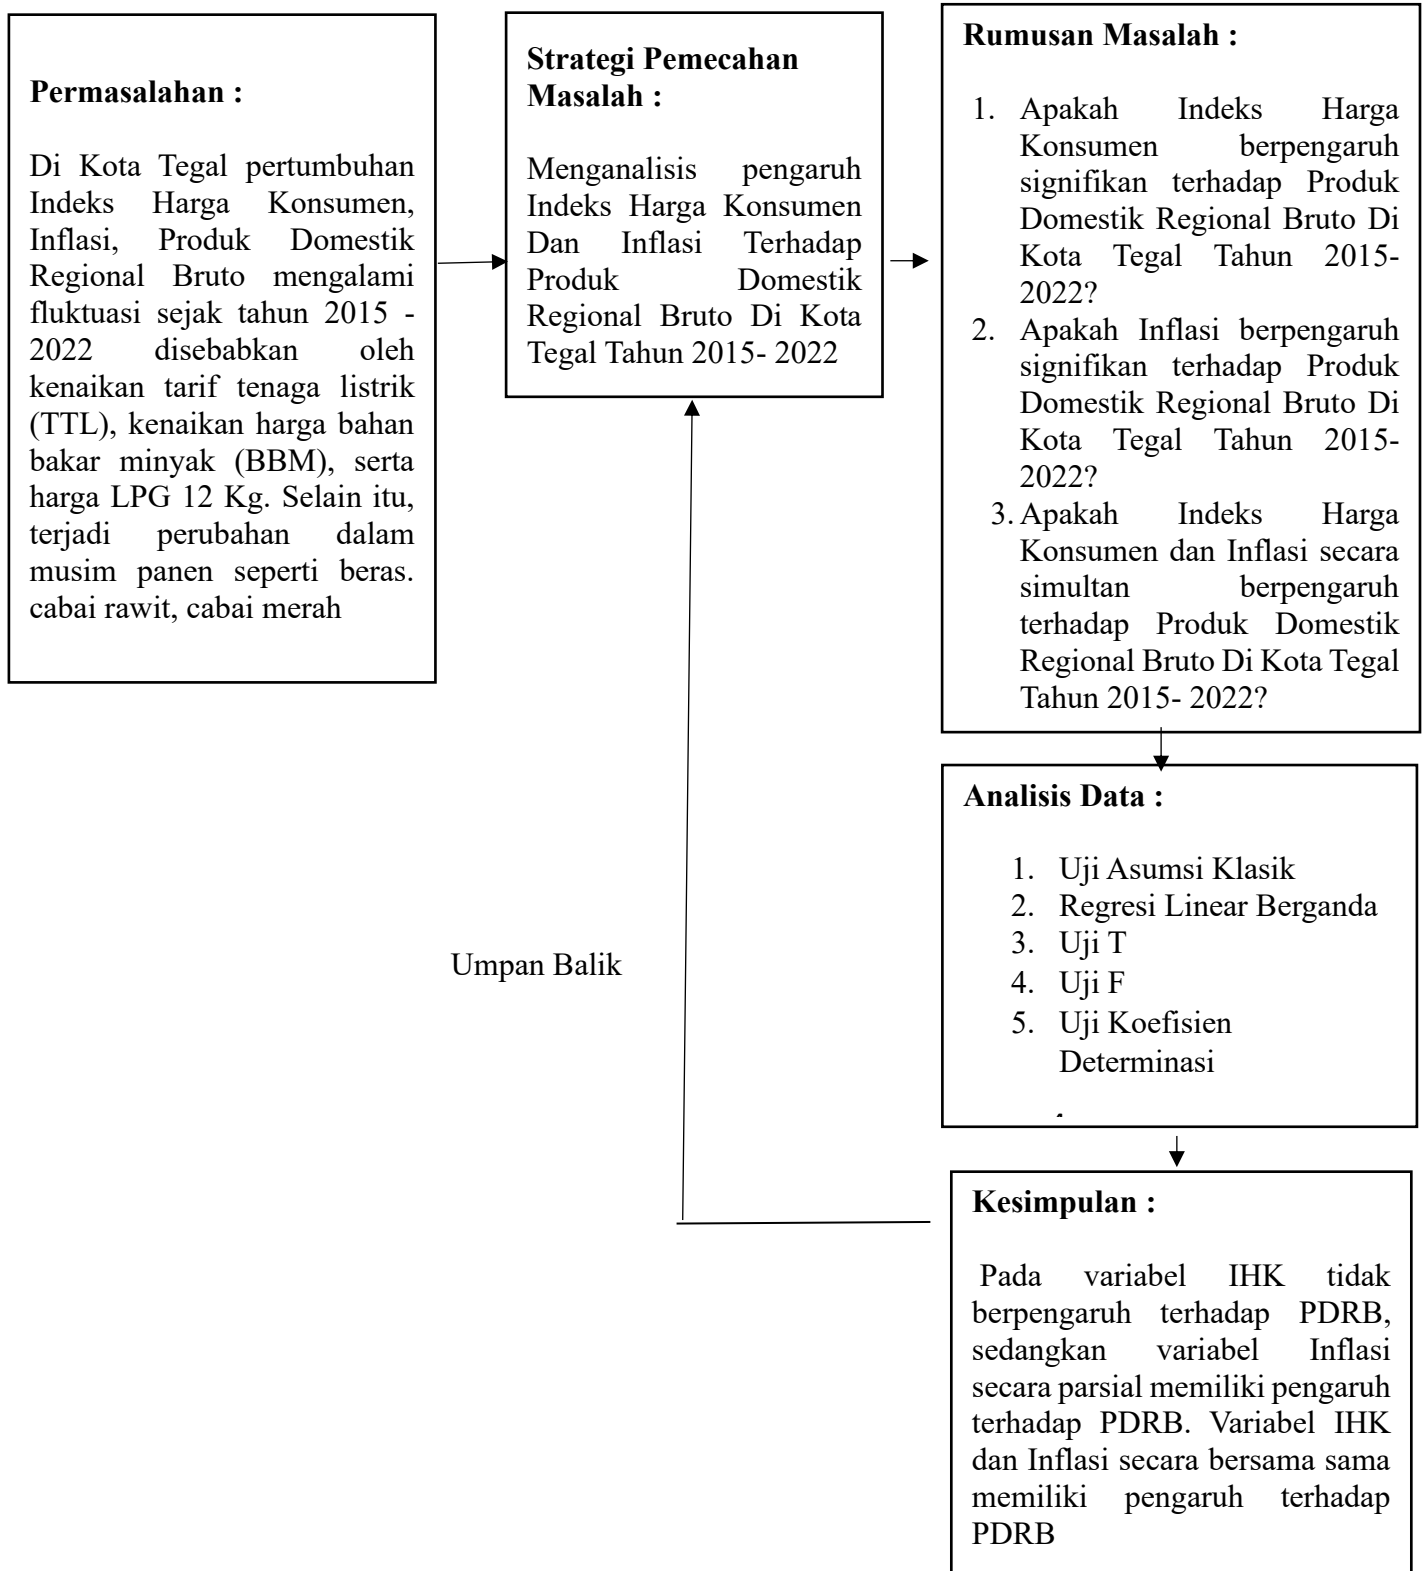 Permasalahan :
Di Kota Tegal pertumbuhan
Indeks Harga Konsumen,
Inflasi, Produk Domestik
Regional Bruto mengalami
fluktuasi sejak tahun 2015 -
2022 disebabkan oleh
kenaikan tarif tenaga listrik
(TTL), kenaikan harga bahan
bakar minyak (BBM), serta
harga LPG 12 Kg. Selain itu,
terjadi perubahan dalam
musim panen seperti beras.
cabai rawit, cabai merah
Strategi Pemecahan
Masalah :
Menganalisis pengaruh
Indeks Harga Konsumen
Dan Inflasi Terhadap
Produk Domestik
Regional Bruto Di Kota
Tegal Tahun 2015- 2022
Rumusan Masalah :
1. Apakah Indeks Harga
Konsumen berpengaruh
signifikan terhadap Produk
Domestik Regional Bruto Di
Kota Tegal Tahun 2015-
2022?
2. Apakah Inflasi berpengaruh
signifikan terhadap Produk
Domestik Regional Bruto Di
Kota Tegal Tahun 2015-
2022?
3. Apakah Indeks Harga
Konsumen dan Inflasi secara
simultan berpengaruh
terhadap Produk Domestik
Regional Bruto Di Kota Tegal
Tahun 2015- 2022?
Analisis Data :
1. Uji Asumsi Klasik
2. Regresi Linear Berganda
3. Uji T
4. Uji F
5. Uji Koefisien
Determinasi
Umpan Balik
Kesimpulan :
Pada variabel IHK tidak
berpengaruh terhadap PDRB,
sedangkan variabel Inflasi
secara parsial memiliki pengaruh
terhadap PDRB. Variabel IHK
dan Inflasi secara bersama sama
memiliki pengaruh terhadap
PDRB